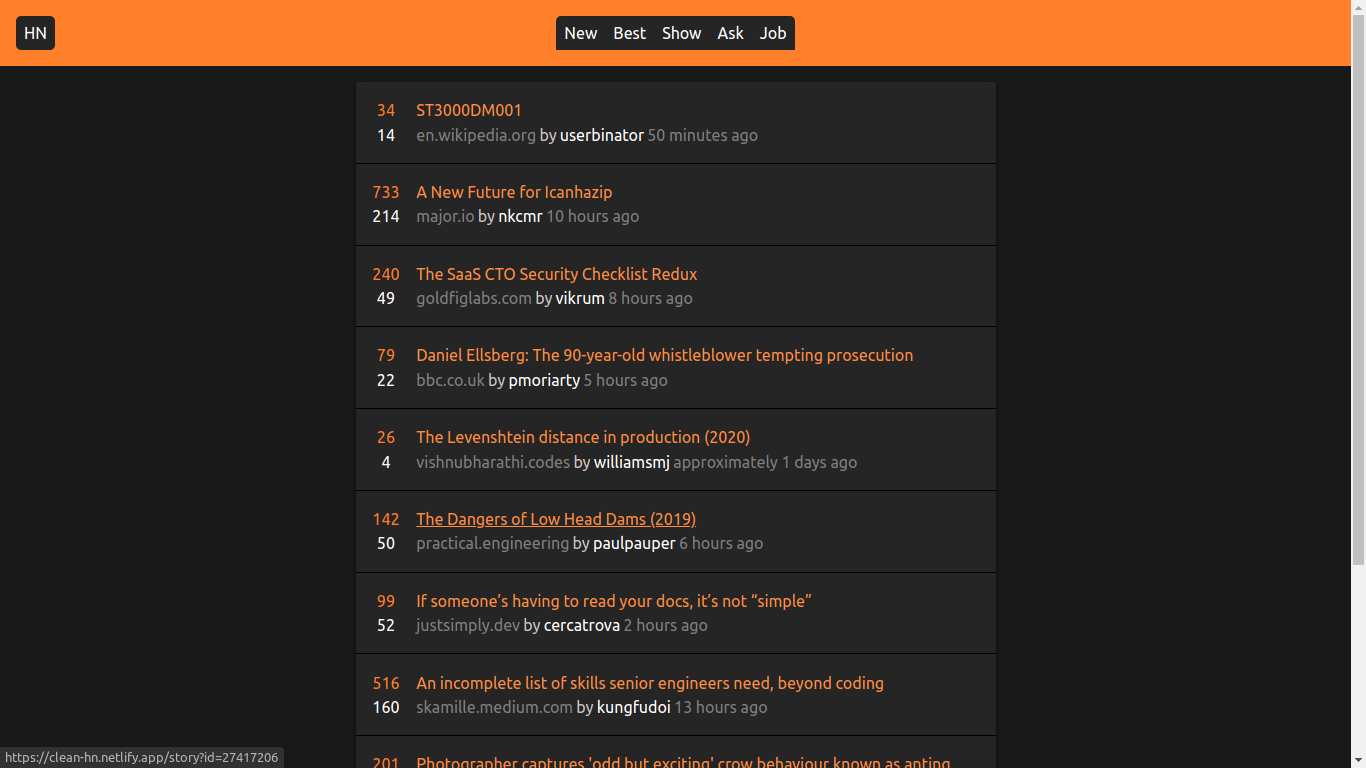 HN
New Best Show Ask Job
34 ST3000DM001
14 en.wikipedia.org by userbinator 50 minutes ago
733 A New Future for Icanhazip
214 major.io by nkcmr 10 hours ago
240 The SaaS CTO Security Checklist Redux
49 goldfiglabs.com by vikrum 8 hours ago
79 Daniel Ellsberg: The 90-year-old whistleblower tempting prosecution
22 bbc.co.uk by pmoriarty 5 hours ago
26 The Levenshtein distance in production (2020)
4 vishnubharathi.codes by williamsmj approximately 1 days ago
142 The Dangers of Low Head Dams (2019)
50 practical.engineering by paulpauper 6 hours ago
99 If someone’s having to read your docs, it’s not “simple”
52 justsimply.dev by cercatrova 2 hours ago
516 An incomplete list of skills senior engineers need, beyond coding
160 skamille.medium.com by kungfudoi 13 hours ago
201 Photographer captures 'odd but exciting' crow behaviour known as anting
https://clean-hn.netlify.app/story?id=27417206